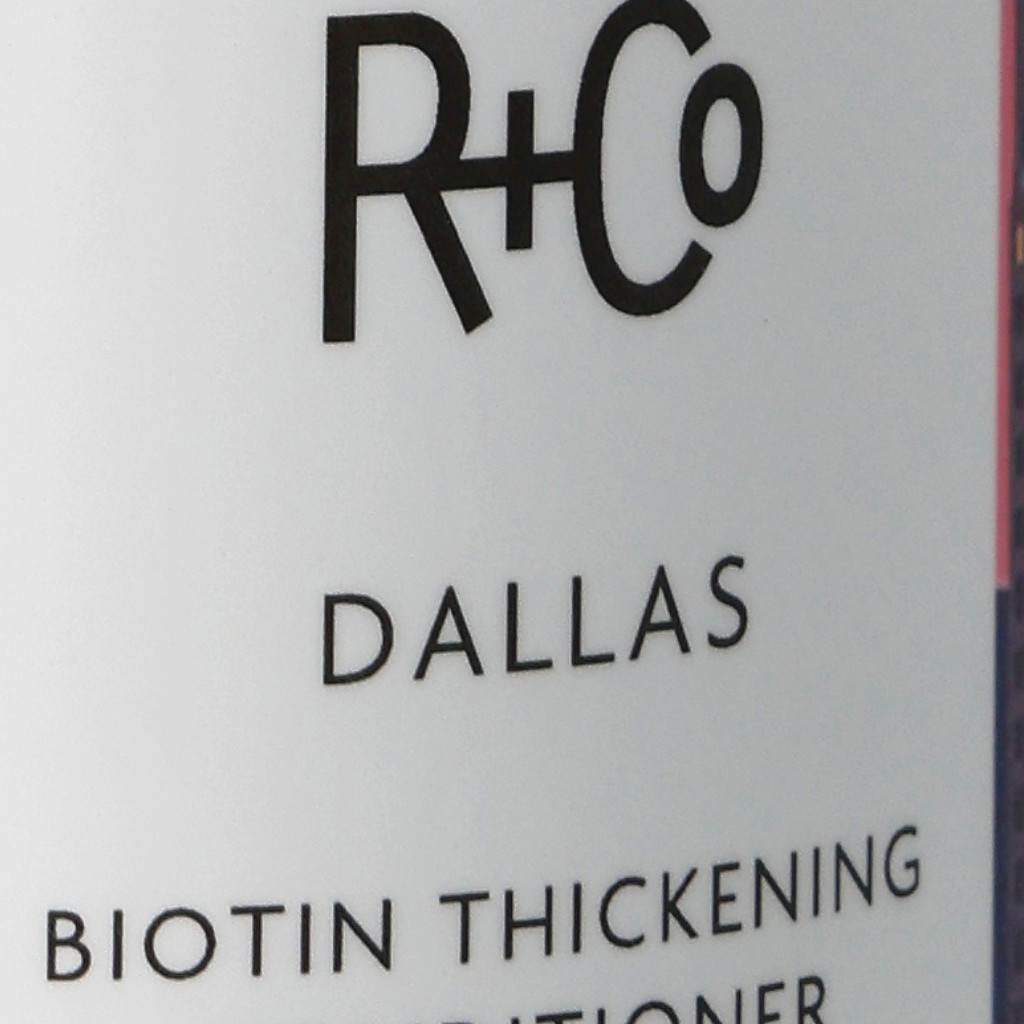 R+Co
DALLAS
BIOTIN THICKENING